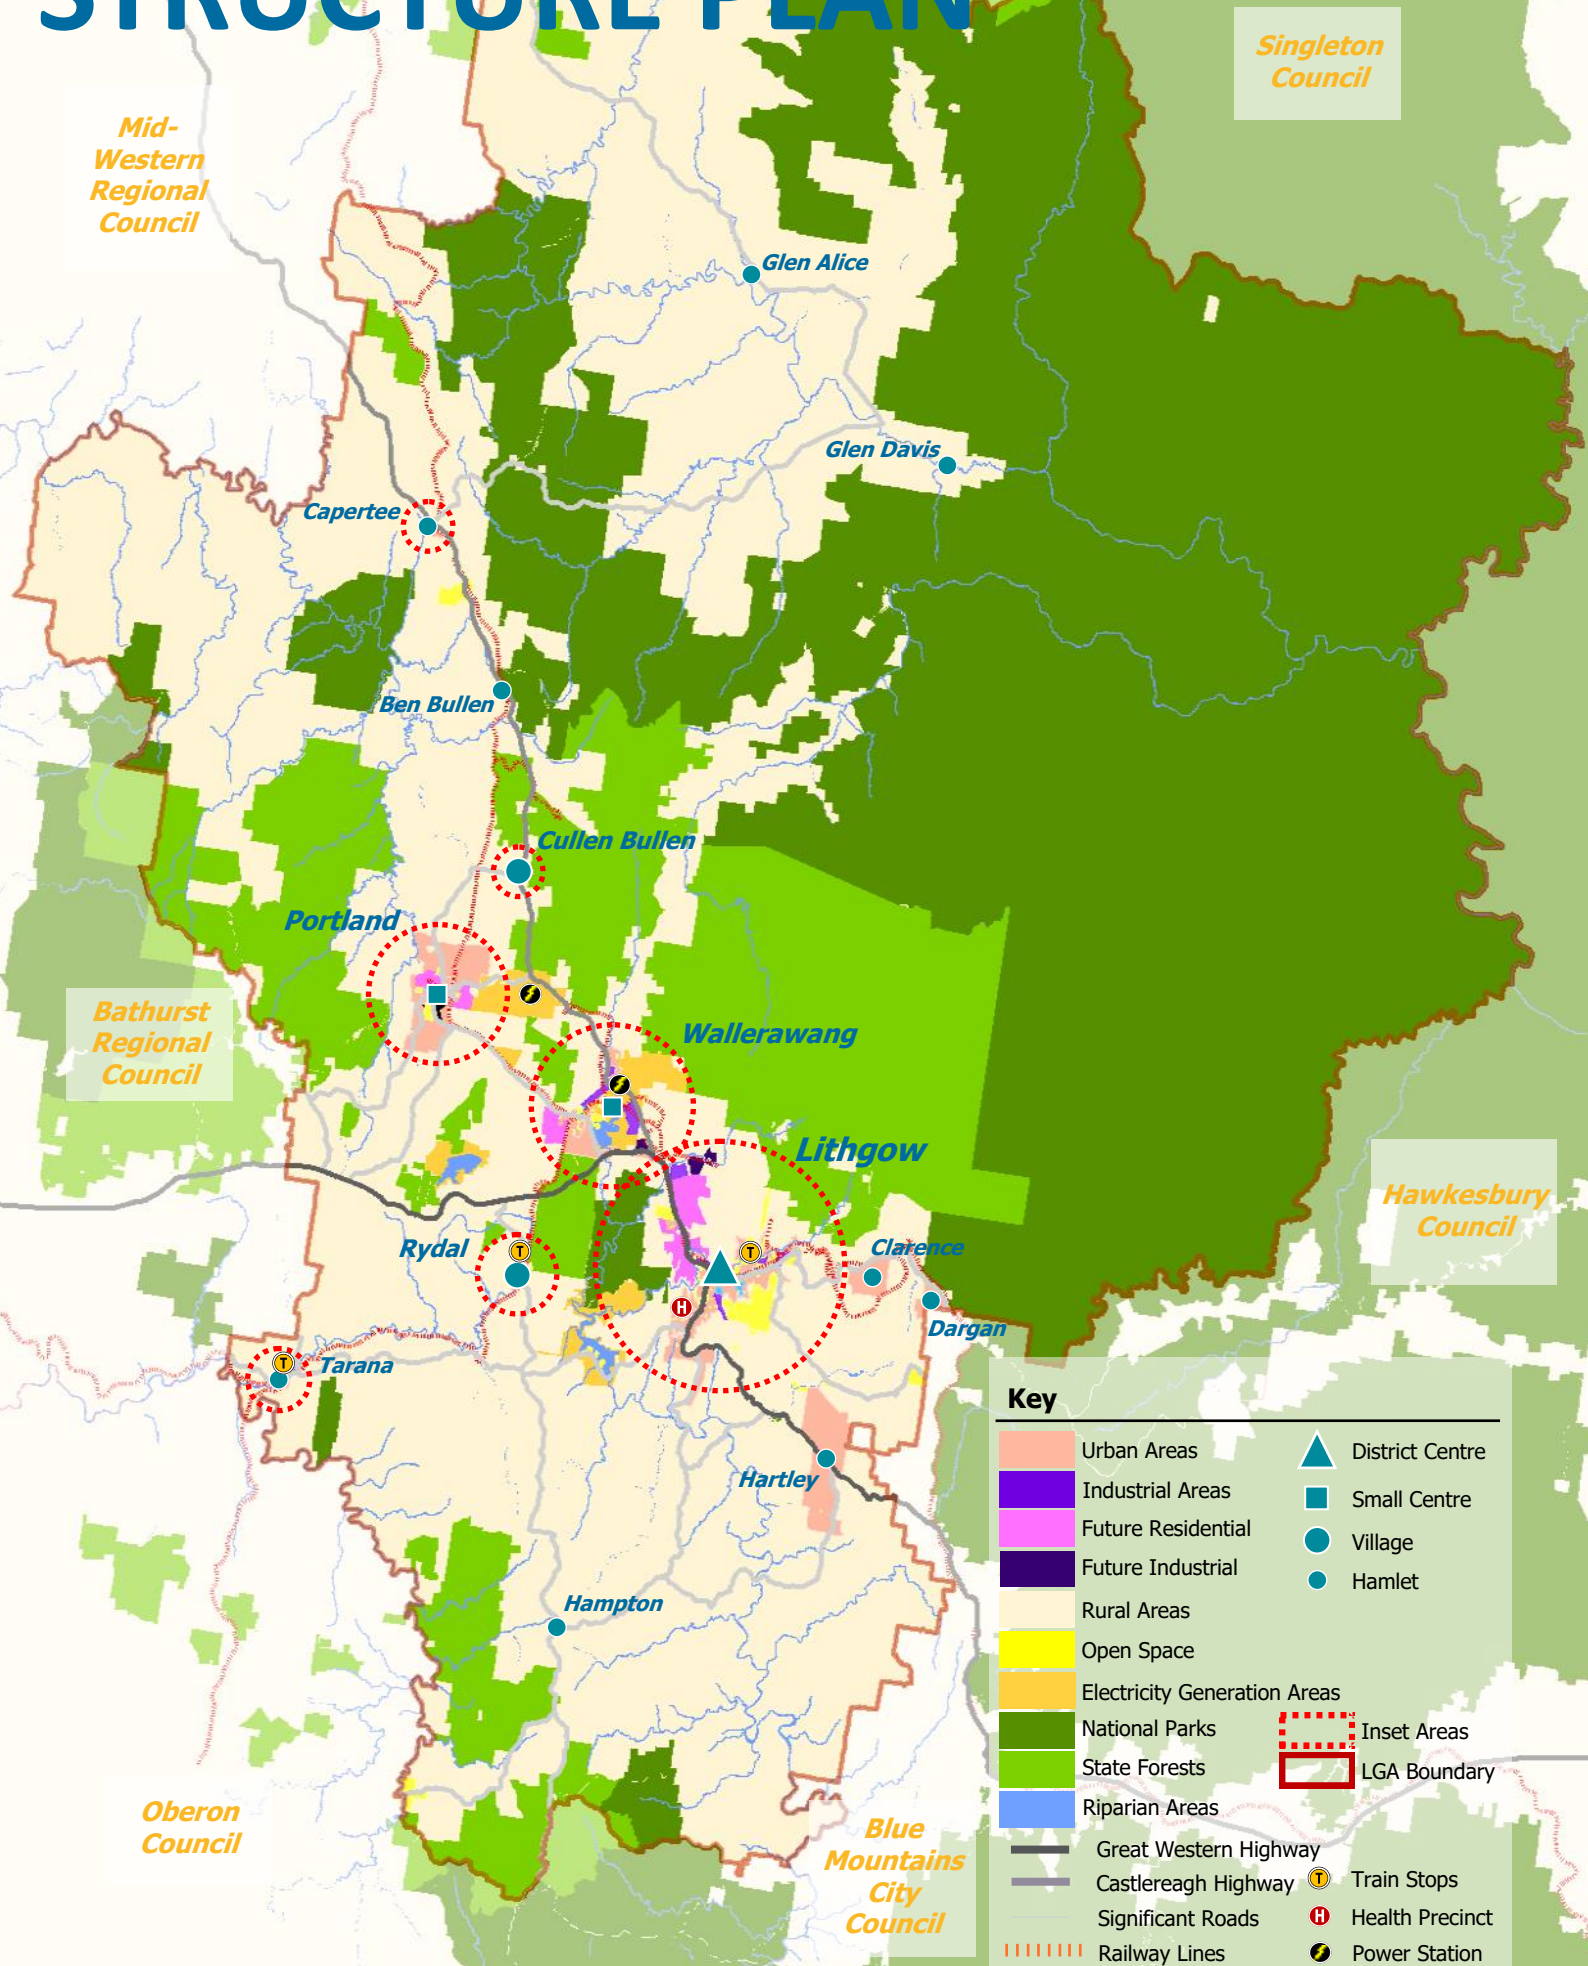 STRUCTURE PLAN
Singleton
Council
Mid-
Western
Regional
Council
Glen Alice
Glen Davis
Capertee
Ben Bullen
Cullen Bullen
Portland
Bathurst
Regional
Council
Wallerawang
Lithgow
Hawkesbury
Council
Rydal
T
T
Clarence
H
Dargan
T
Tarana
Hartley
Hampton
Oberon
Council
Blue
Mountains
City
Council
Key
Urban Areas
Industrial Areas
Future Residential
Future Industrial
Rural Areas
Open Space
Electricity Generation Areas
National Parks
State Forests
Riparian Areas
Great Western Highway
Castlereagh Highway
Significant Roads
Railway Lines
District Centre
Small Centre
Village
Hamlet
Inset Areas
LGA Boundary
T Train Stops
H Health Precinct
Power Station